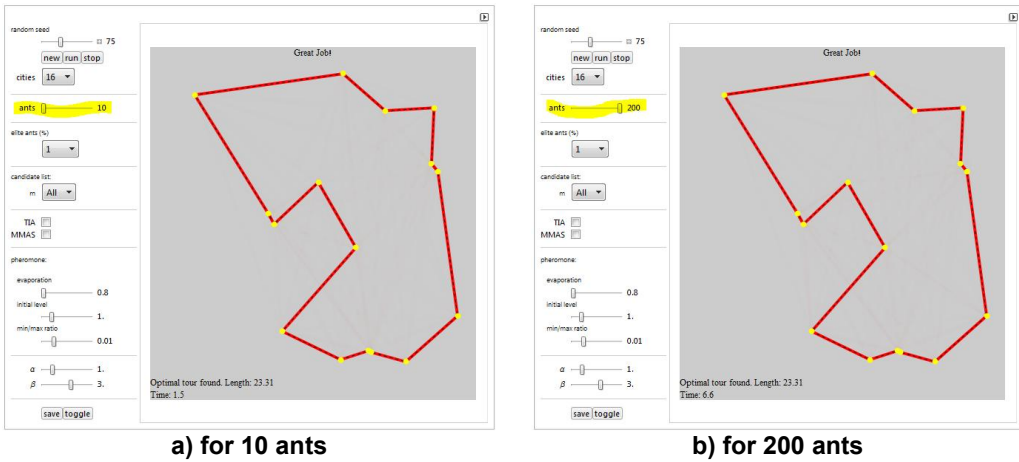 random seed
75
new run stop
cities 16
ants 10
elite ants (%)
1
candidate list:
m All
TIA
MMAS
pheromone:
evaporation
0.8
initial level
1.
min/max ratio
0.01
α 1.
β 3.
save toggle
Great Job!
Optimal tour found. Length: 23.31
Time: 1.5
a) for 10 ants
random seed
75
new run stop
cities 16
ants 200
elite ants (%)
1
candidate list:
m All
TIA
MMAS
pheromone:
evaporation
0.8
initial level
1.
min/max ratio
0.01
α 1.
β 3.
save toggle
Great Job!
Optimal tour found. Length: 23.31
Time: 6.6
b) for 200 ants